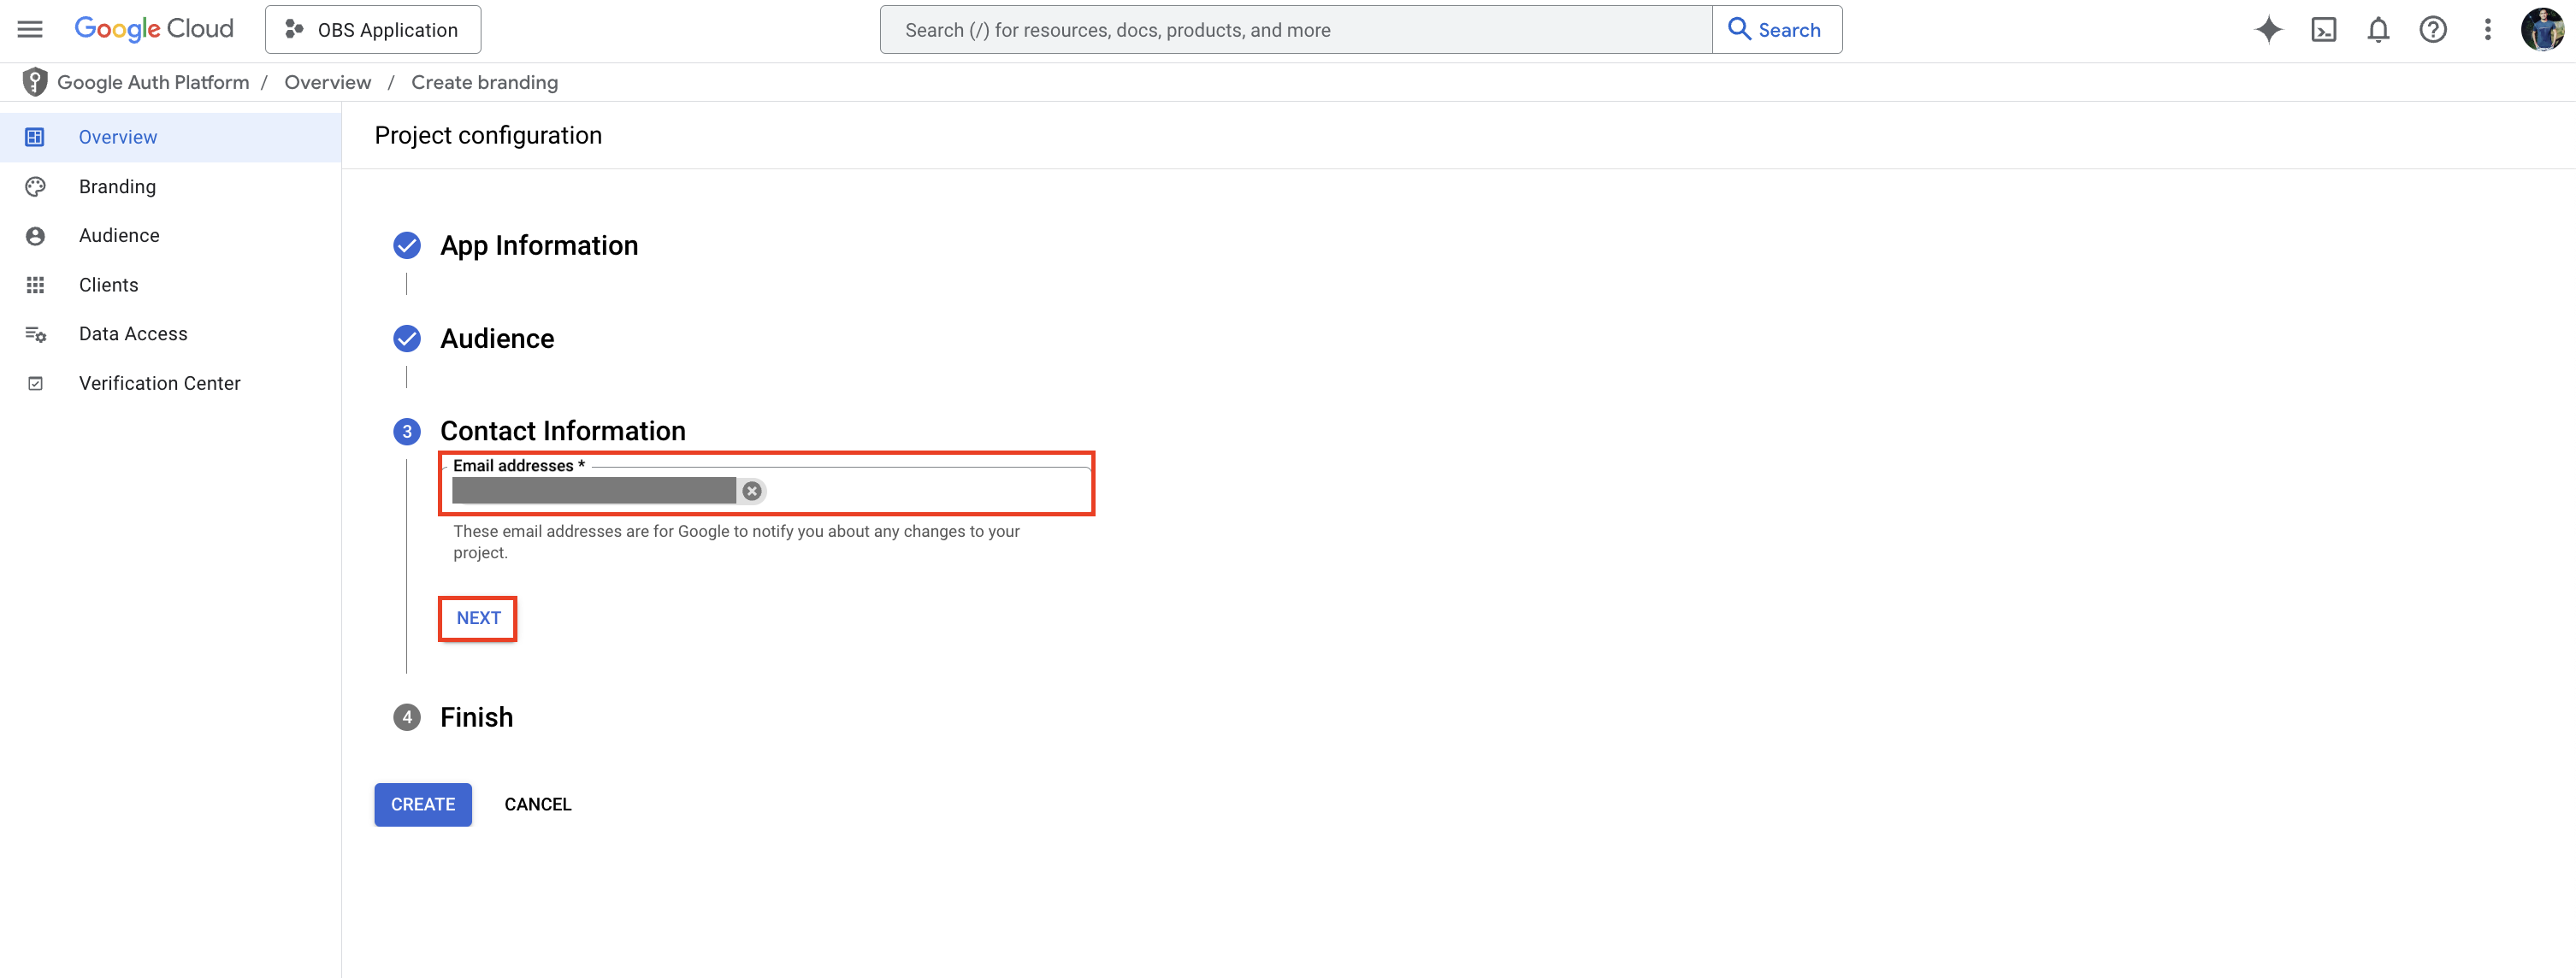 Google Cloud
OBS Application
Search (/) for resources, docs, products, and more
Search
Google Auth Platform / Overview / Create branding
Overview
Branding
Audience
Clients
Data Access
Verification Center
Project configuration
App Information
Audience
3 Contact Information
Email addresses *
These email addresses are for Google to notify you about any changes to your
project.
NEXT
4 Finish
CREATE CANCEL